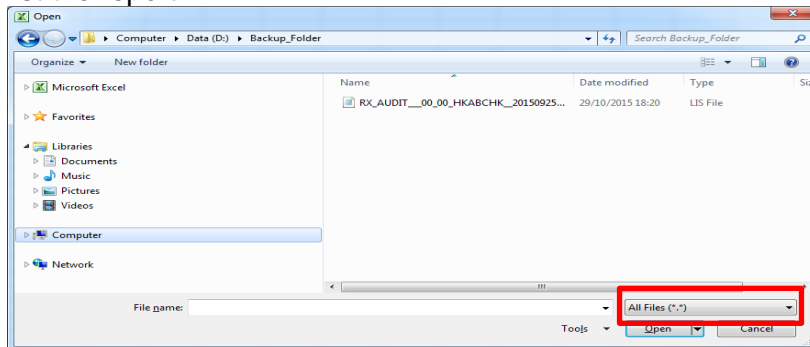 Open
Computer ▸ Data (D:) ▸ Backup_Folder
Search Backup_Folder
Organize
New folder
Name
Date modified
Type
Microsoft Excel
RX_AUDIT__00_00_HKABCHK__20150925...
29/10/2015 18:20
LIS File
Favorites
Libraries
Documents
Music
Pictures
Videos
Computer
Network
File name:
All Files (*.*)
Tools
Open
Cancel